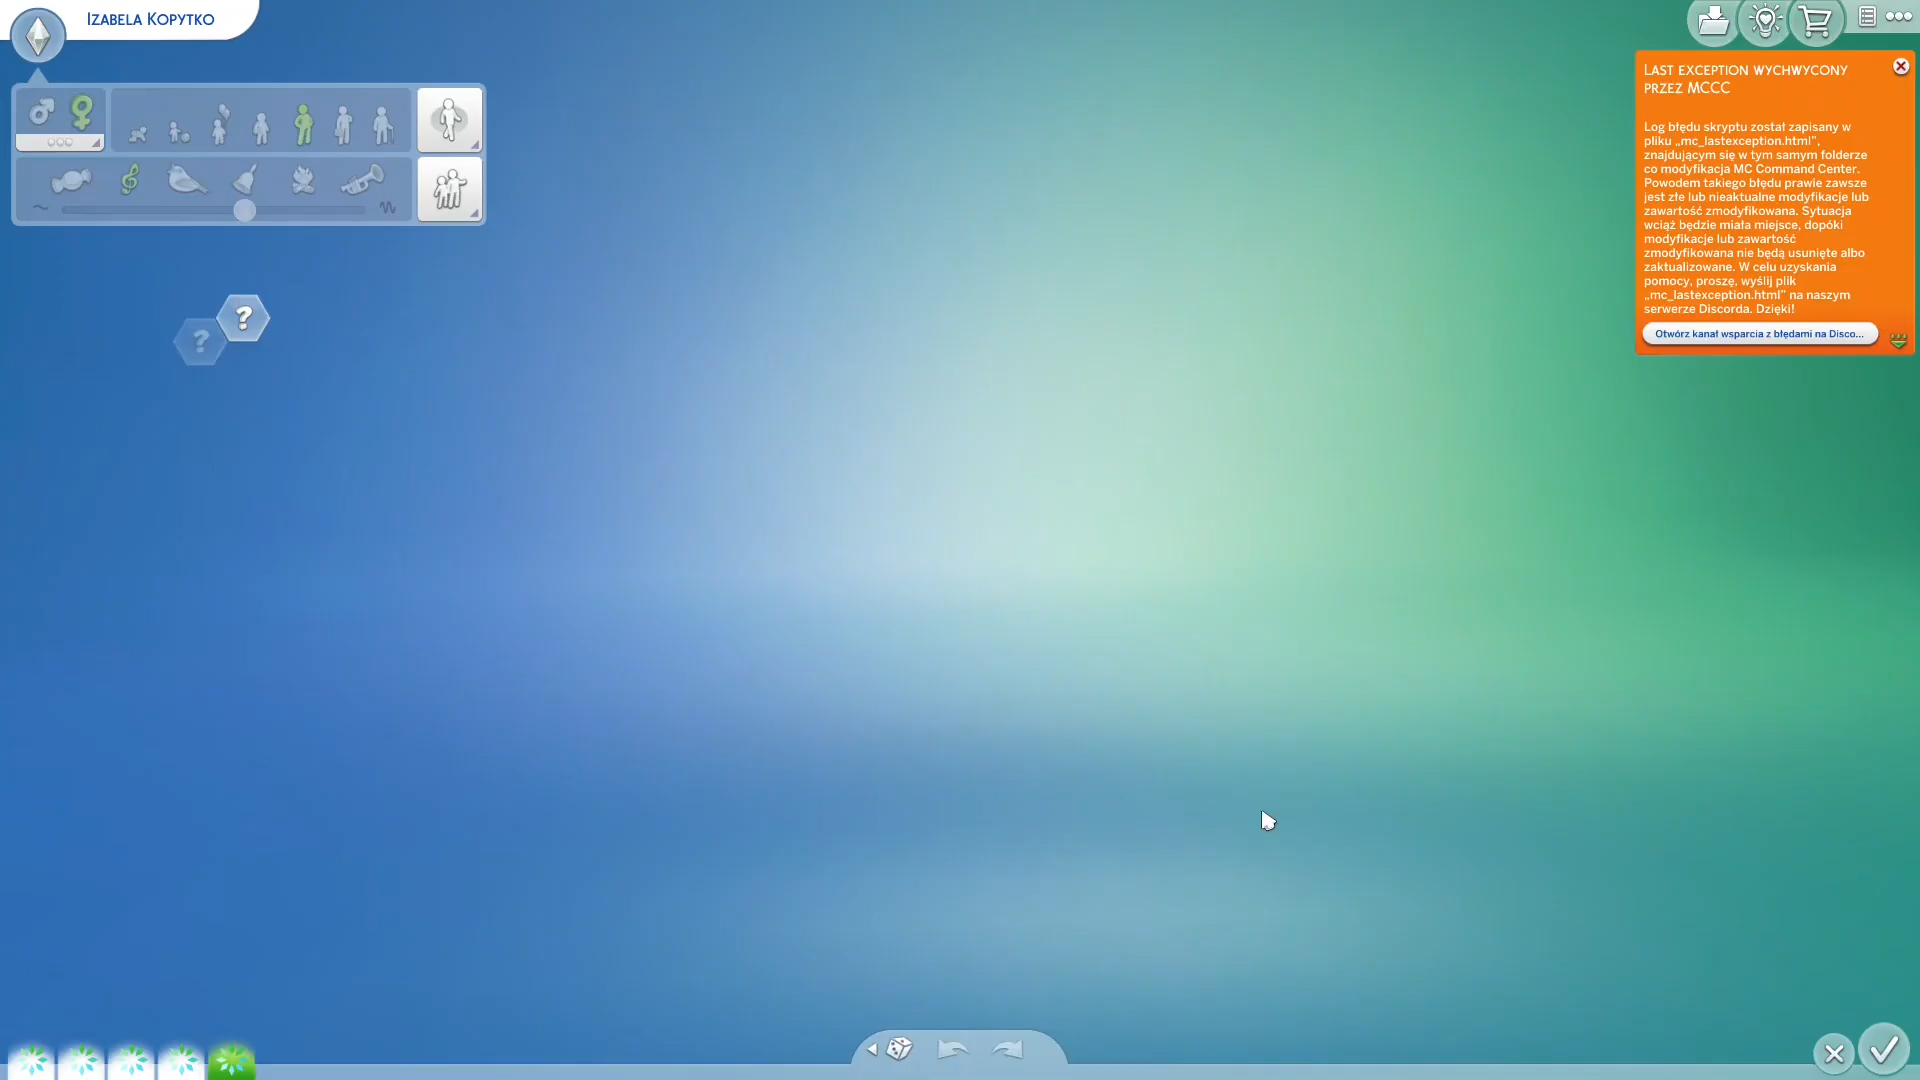 Izabela Kopytko
Last exception wychwycony
przez MCCC
Log błędu skryptu został zapisany w
pliku „mc_lastexception.html”,
znajdującym się w tym samym folderze
co modyfikacja MC Command Center.
Powodem takiego błędu prawie zawsze
jest złe lub nieaktualne modyfikacje lub
zawartość zmodyfikowana. Sytuacja
wciąż będzie miała miejsce, dopóki
modyfikacje lub zawartość
zmodyfikowana nie będą usunięte albo
zaktualizowane. W celu uzyskania
pomocy, proszę, wyślij plik
„mc_lastexception.html” na naszym
serwerze Discorda. Dzięki!
Otwórz kanał wsparcia z błędami na Disco...
?
?